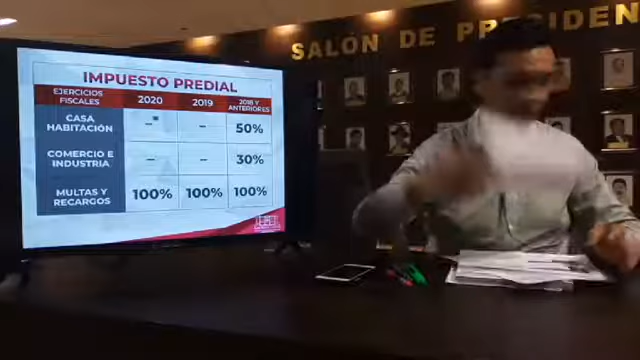 SALÓN DE PRESIDEN
IMPUESTO PREDIAL
EJERCICIOS FISCALES 2020 2019 2018 Y ANTERIORES
CASA HABITACIÓN -- -- 50%
COMERCIO E INDUSTRIA -- -- 30%
MULTAS Y RECARGOS 100% 100% 100%